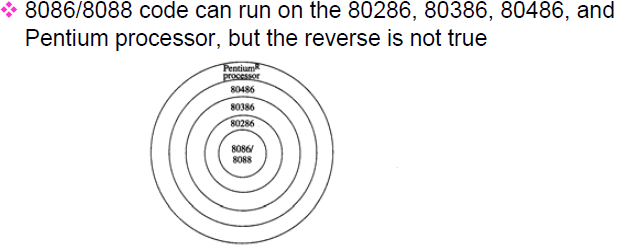 ❖ 8086/8088 code can run on the 80286, 80386, 80486, and
Pentium processor, but the reverse is not true
Pentium®
processor
80486
80386
80286
8086/
8088